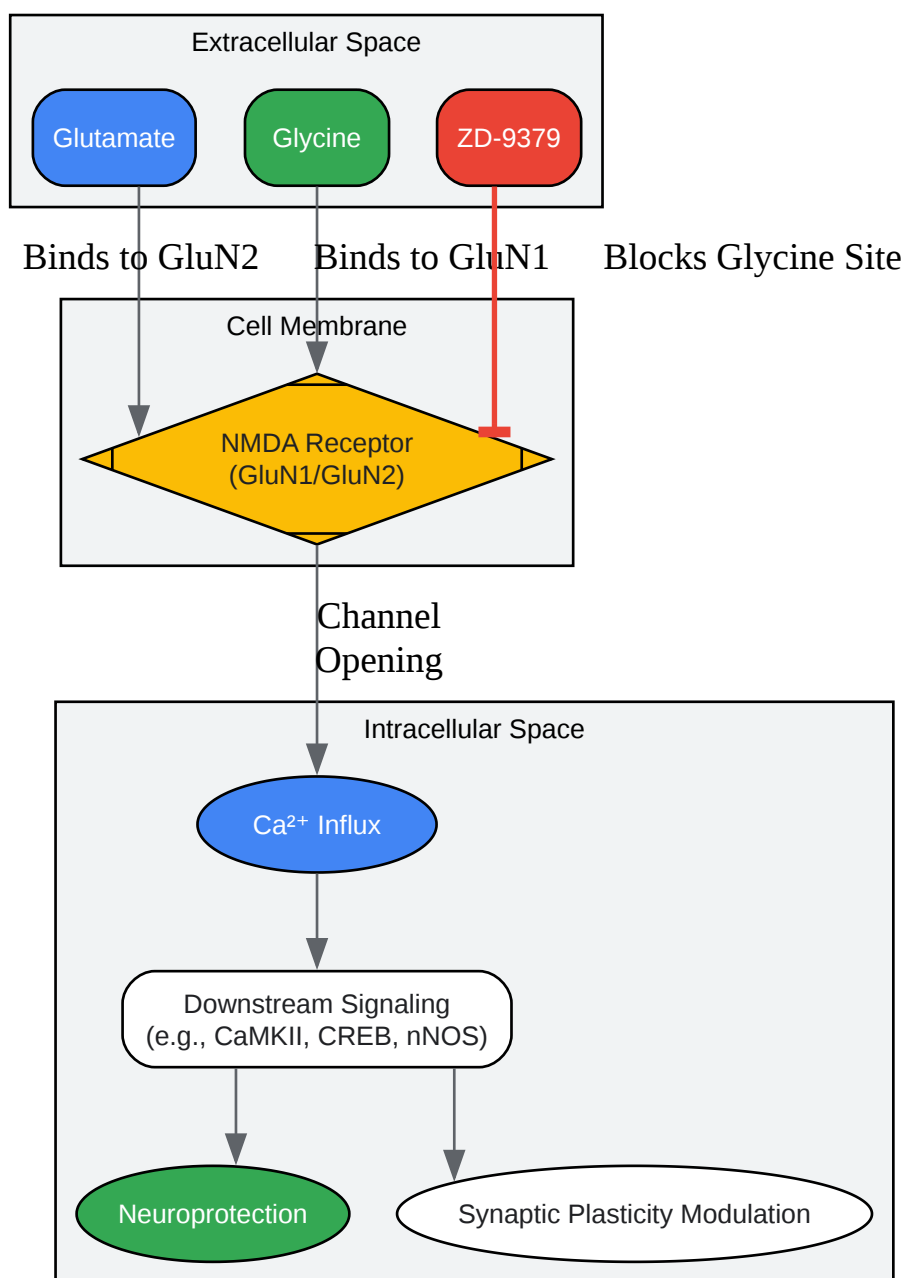 Extracellular Space
Glutamate
Glycine
ZD-9379
Binds to GluN2
Binds to GluN1
Blocks Glycine Site
Cell Membrane
NMDA Receptor
(GluN1/GluN2)
Channel
Opening
Intracellular Space
Ca²⁺ Influx
Downstream Signaling
(e.g., CaMKII, CREB, nNOS)
Neuroprotection
Synaptic Plasticity Modulation